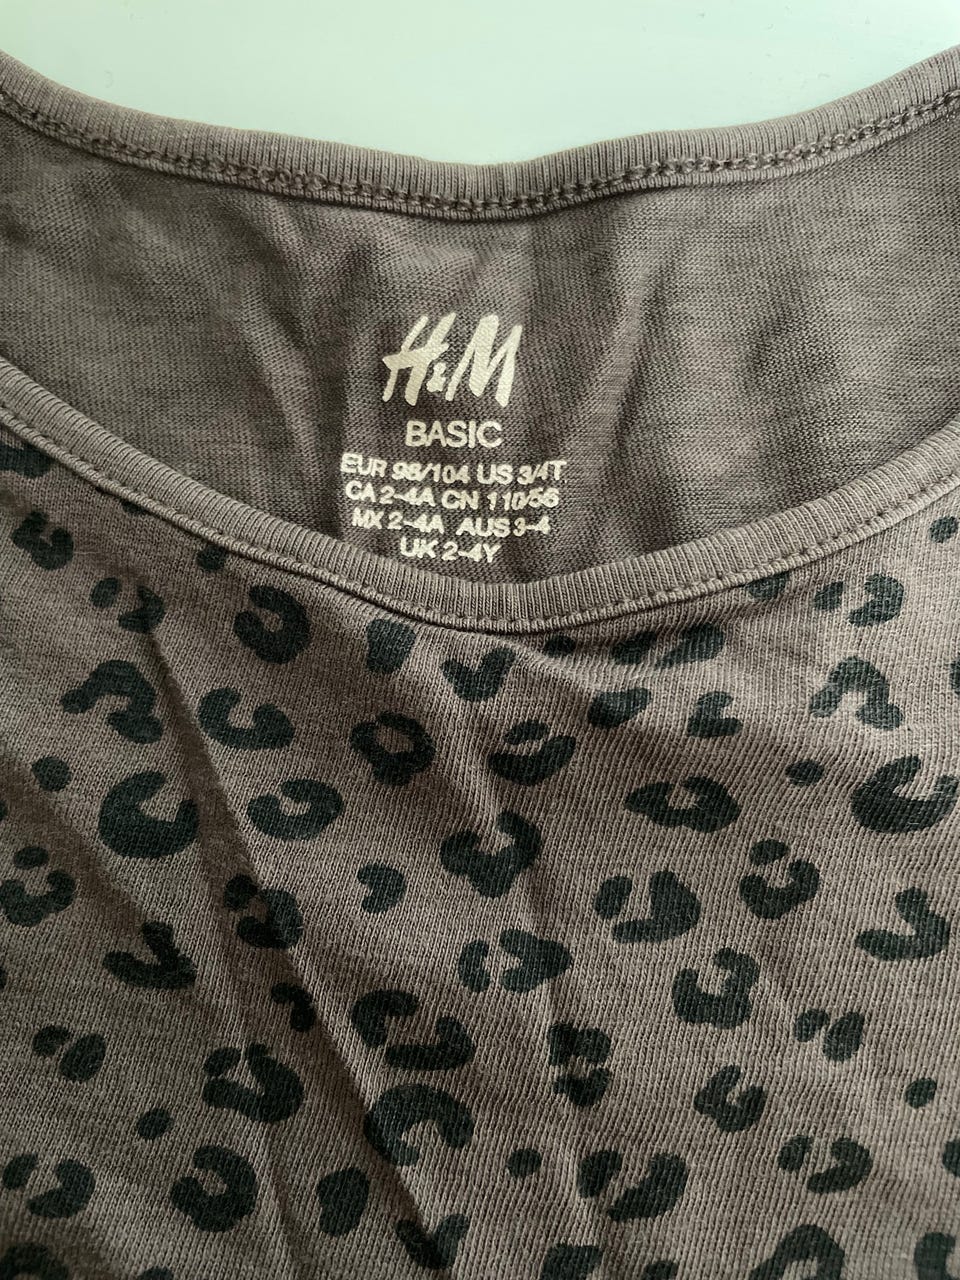 H&M
BASIC
EUR 98/104 US 3/4T
CA 2-4A CN 110/56
MX 2-4A AUS 3-4
UK 2-4Y